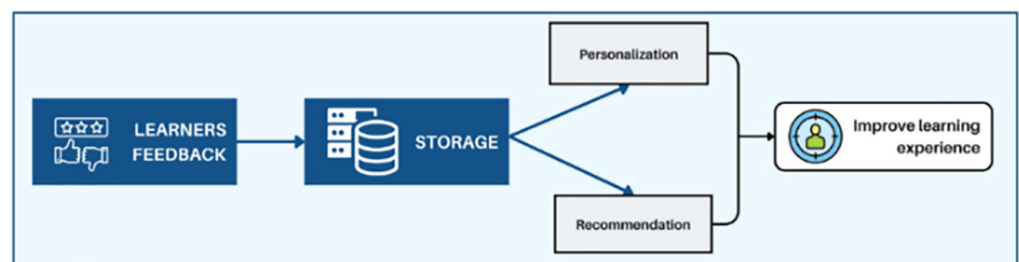 LEARNERS
FEEDBACK
STORAGE
Personalization
Recommendation
Improve learning
experience